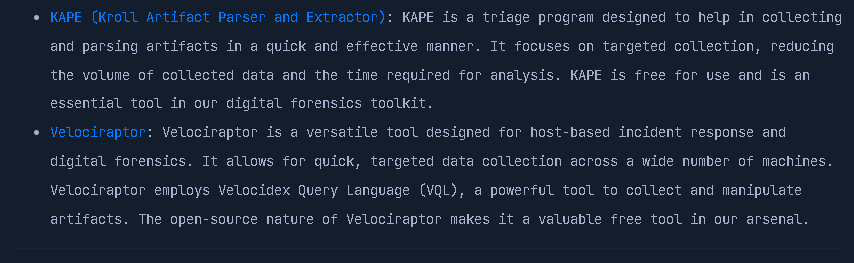 • KAPE (Kroll Artifact Parser and Extractor): KAPE is a triage program designed to help in collecting
and parsing artifacts in a quick and effective manner. It focuses on targeted collection, reducing
the volume of collected data and the time required for analysis. KAPE is free for use and is an
essential tool in our digital forensics toolkit.
• Velociraptor: Velociraptor is a versatile tool designed for host-based incident response and
digital forensics. It allows for quick, targeted data collection across a wide number of machines.
Velociraptor employs Velocidex Query Language (VQL), a powerful tool to collect and manipulate
artifacts. The open-source nature of Velociraptor makes it a valuable free tool in our arsenal.